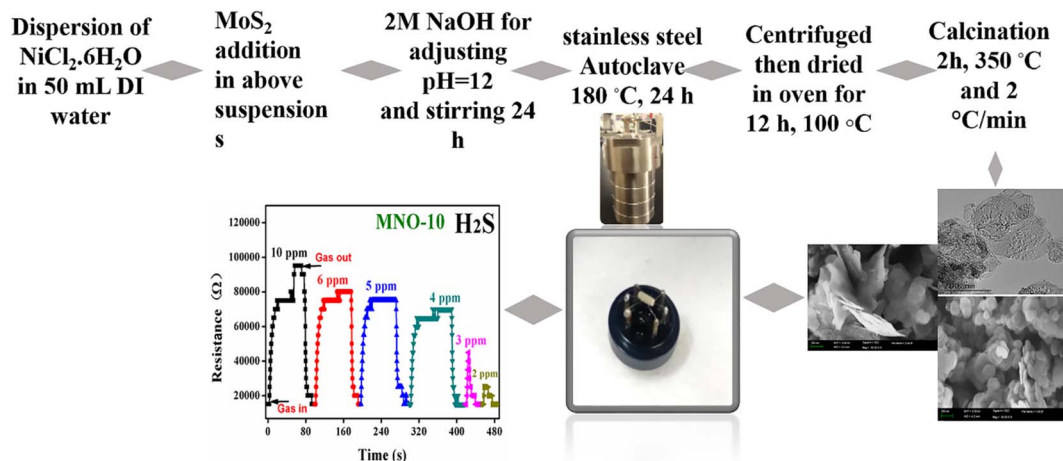 Dispersion of
NiCl₂.6H₂O
in 50 mL DI
water
MoS₂
addition
in above
suspension
s
2M NaOH for
adjusting
pH=12
and stirring 24
h
stainless steel
Autoclave
180 °C, 24 h
Centrifuged
then dried
in oven for
12 h, 100 °C
Calcination
2h, 350 °C
and 2
°C/min
MNO-10 H₂S
10 ppm
Gas out
6 ppm
5 ppm
4 ppm
3 ppm
2 ppm
Gas in
Resistance (Ω)
120000
100000
80000
60000
40000
20000
0 80 160 240 320 400 480
Time (s)